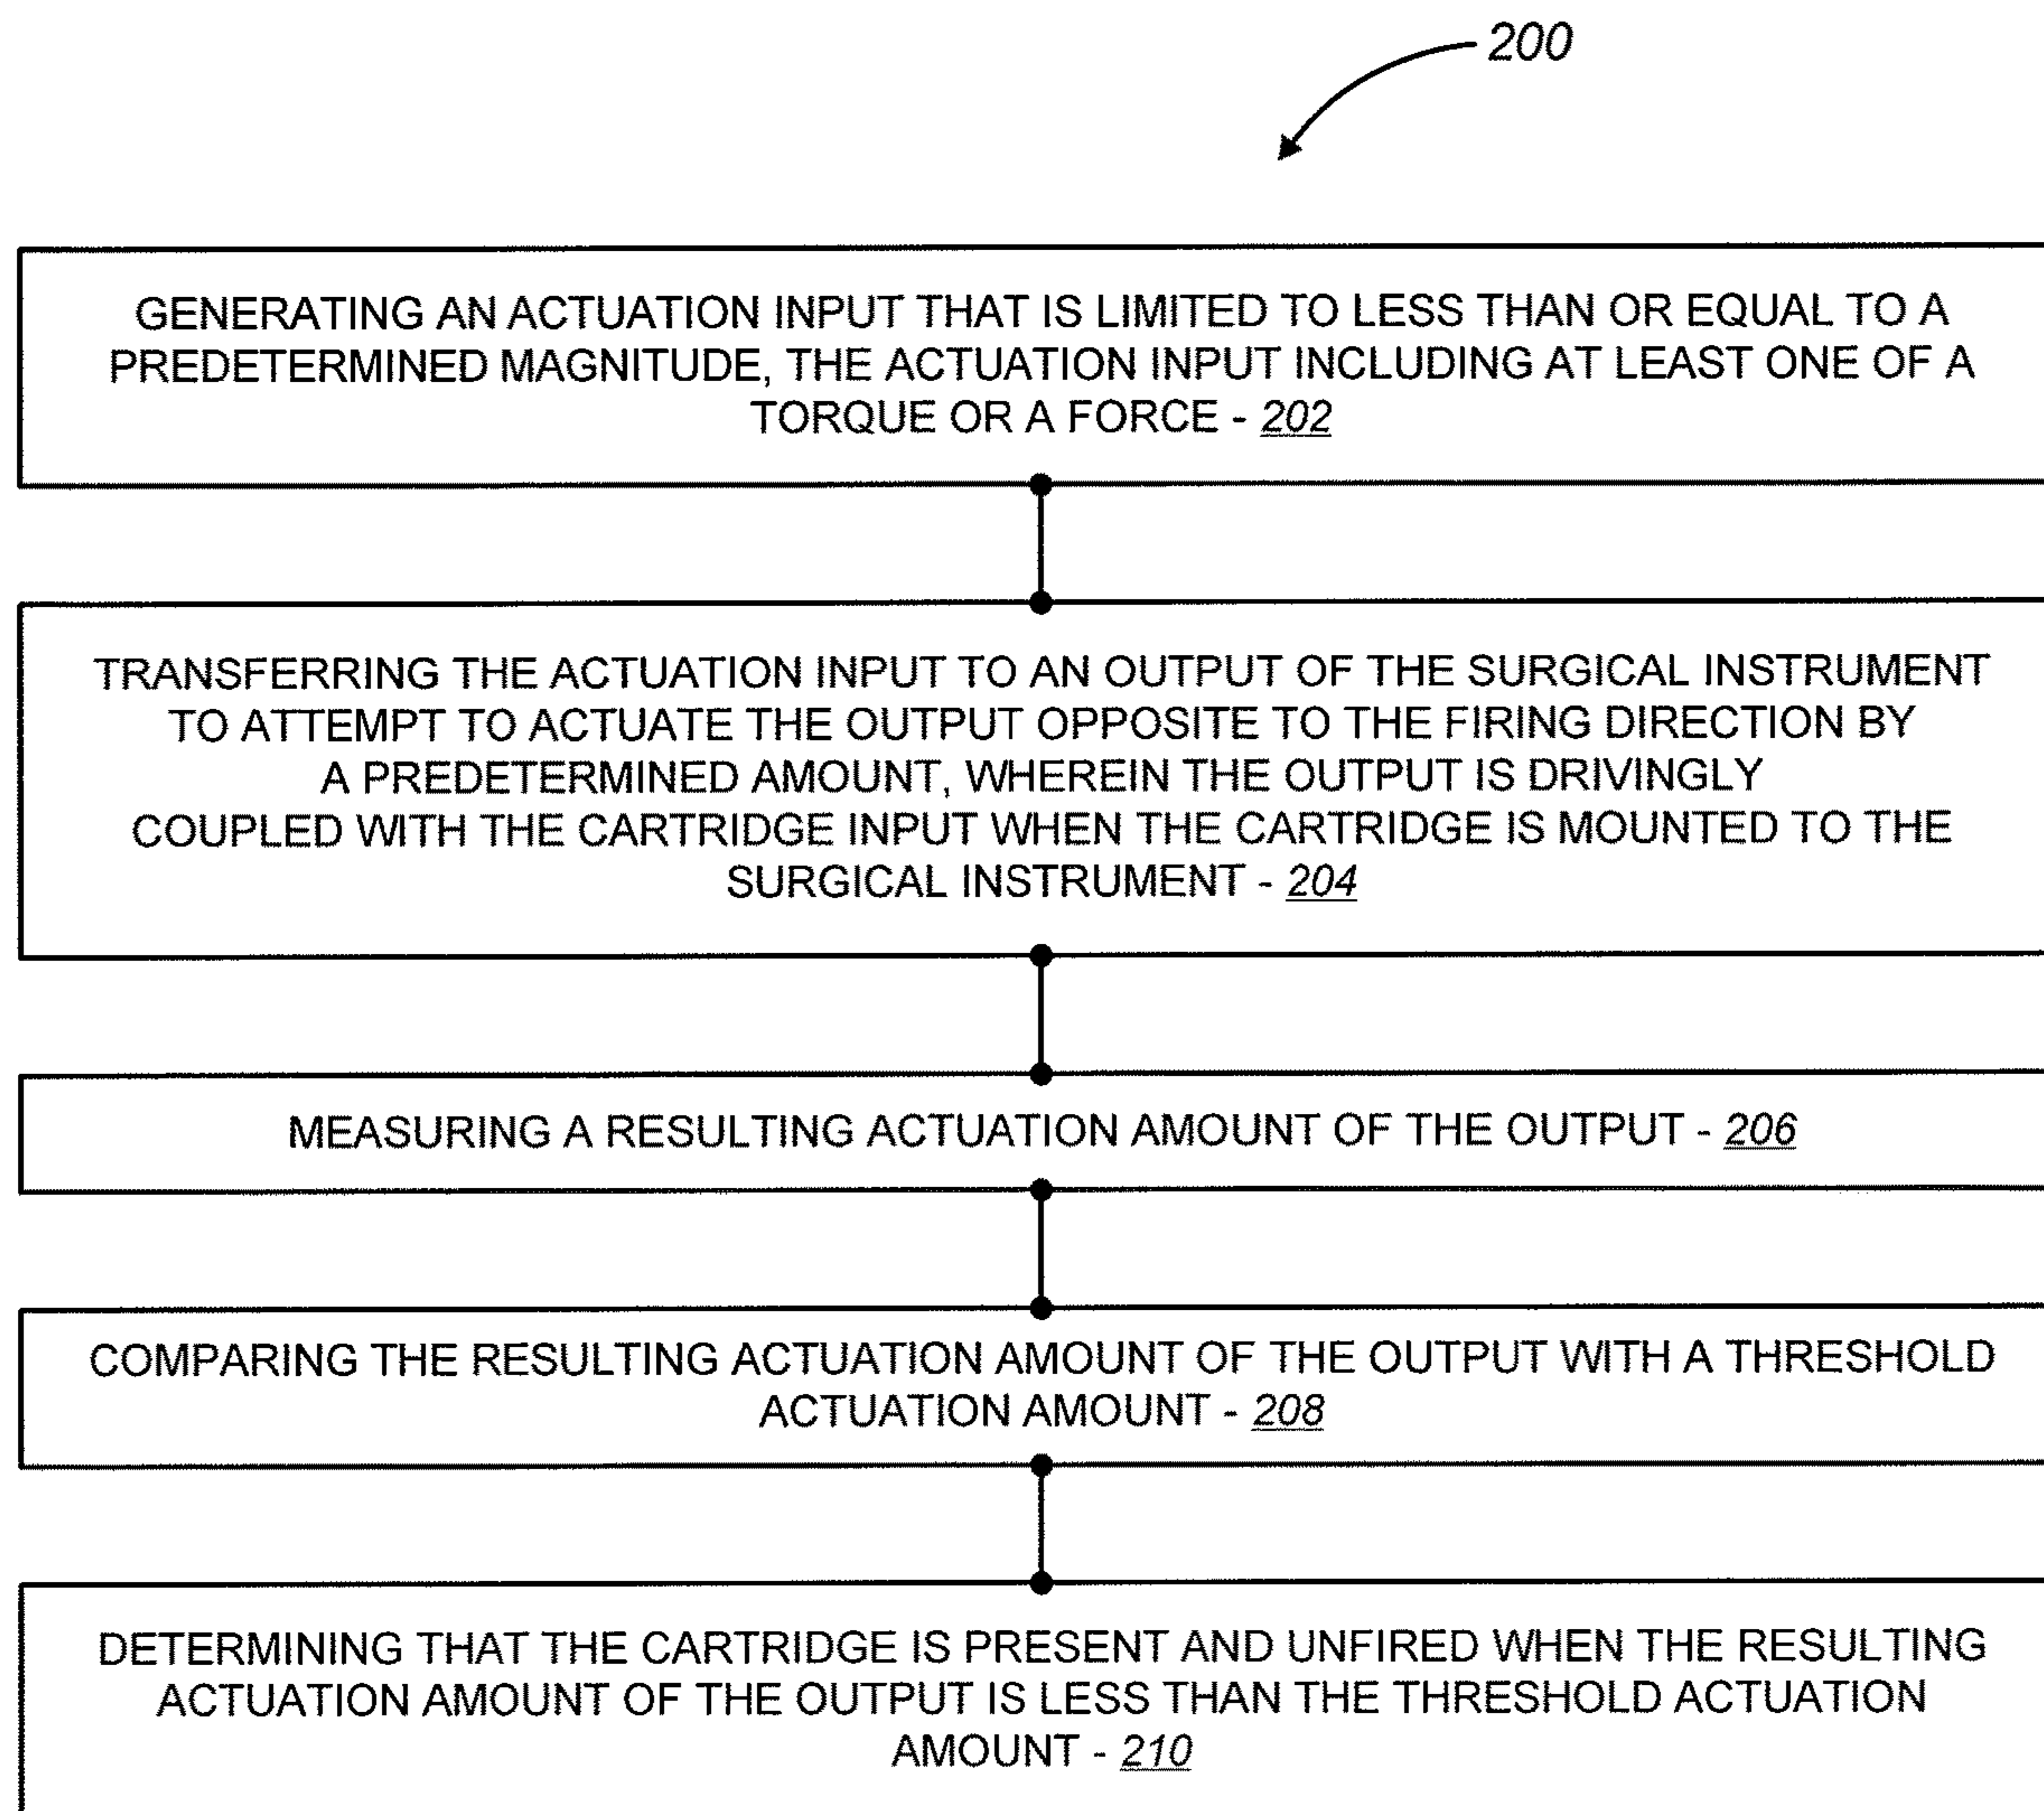 200
GENERATING AN ACTUATION INPUT THAT IS LIMITED TO LESS THAN OR EQUAL TO A
PREDETERMINED MAGNITUDE, THE ACTUATION INPUT INCLUDING AT LEAST ONE OF A
TORQUE OR A FORCE - 202
TRANSFERRING THE ACTUATION INPUT TO AN OUTPUT OF THE SURGICAL INSTRUMENT
TO ATTEMPT TO ACTUATE THE OUTPUT OPPOSITE TO THE FIRING DIRECTION BY
A PREDETERMINED AMOUNT, WHEREIN THE OUTPUT IS DRIVINGLY
COUPLED WITH THE CARTRIDGE INPUT WHEN THE CARTRIDGE IS MOUNTED TO THE
SURGICAL INSTRUMENT - 204
MEASURING A RESULTING ACTUATION AMOUNT OF THE OUTPUT - 206
COMPARING THE RESULTING ACTUATION AMOUNT OF THE OUTPUT WITH A THRESHOLD
ACTUATION AMOUNT - 208
DETERMINING THAT THE CARTRIDGE IS PRESENT AND UNFIRED WHEN THE RESULTING
ACTUATION AMOUNT OF THE OUTPUT IS LESS THAN THE THRESHOLD ACTUATION
AMOUNT - 210